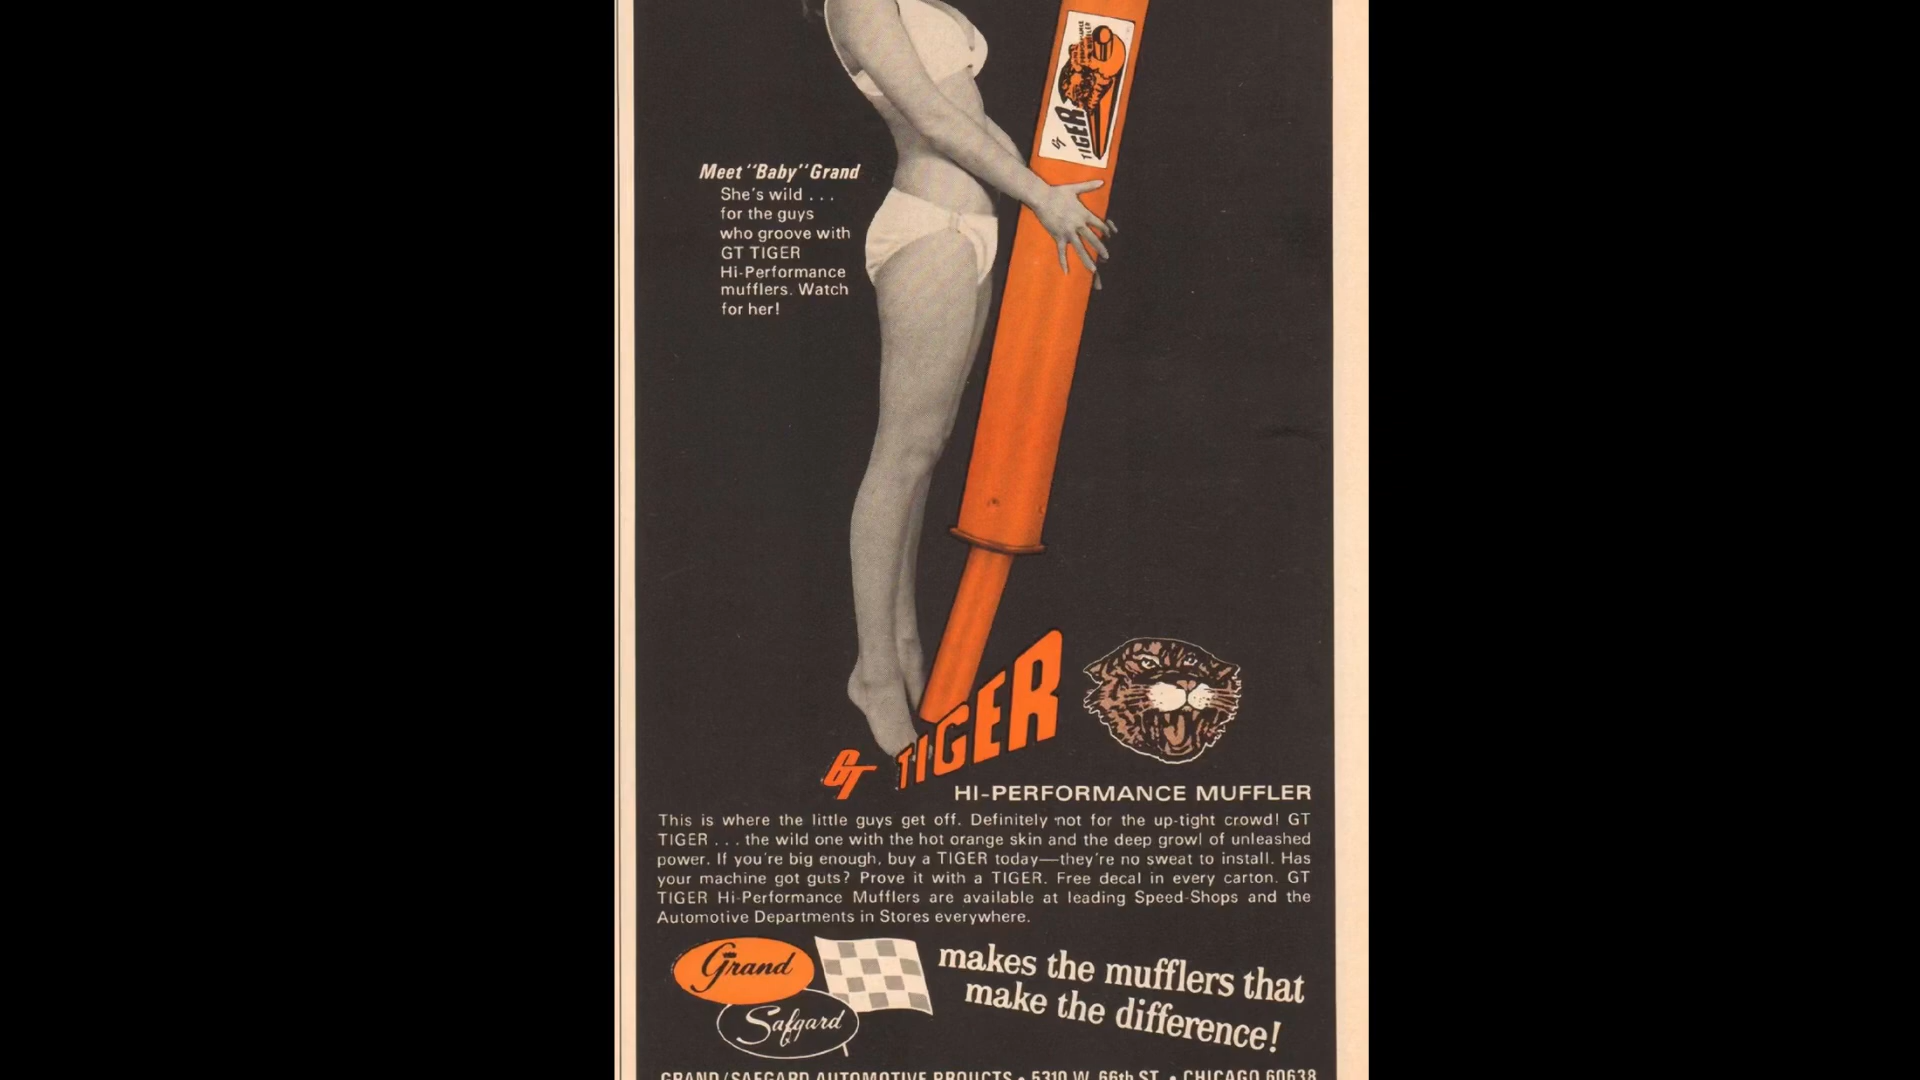 GT TIGER
Meet "Baby" Grand
She's wild . . .
for the guys
who groove with
GT TIGER
Hi-Performance
mufflers. Watch
for her!
GT TIGER
HI-PERFORMANCE MUFFLER
This is where the little guys get off. Definitely not for the up-tight crowd! GT
TIGER . . . the wild one with the hot orange skin and the deep growl of unleashed
power. If you're big enough, buy a TIGER today—they're no sweat to install. Has
your machine got guts? Prove it with a TIGER. Free decal in every carton. GT
TIGER Hi-Performance Mufflers are available at leading Speed-Shops and the
Automotive Departments in Stores everywhere.
Grand
Safgard
makes the mufflers that
make the difference!
GRAND/SAFGARD AUTOMOTIVE PROUCTS • 5310 W. 66th ST. • CHICAGO 60638